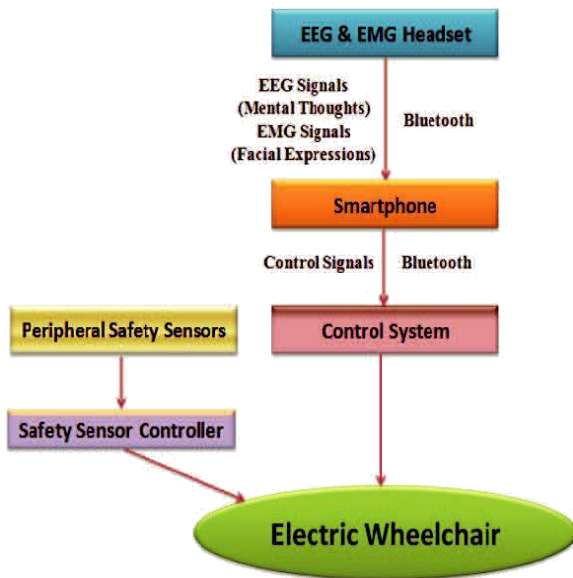 EEG & EMG Headset
EEG Signals
(Mental Thoughts)
EMG Signals
(Facial Expressions)
Bluetooth
Smartphone
Control Signals
Bluetooth
Peripheral Safety Sensors
Control System
Safety Sensor Controller
Electric Wheelchair